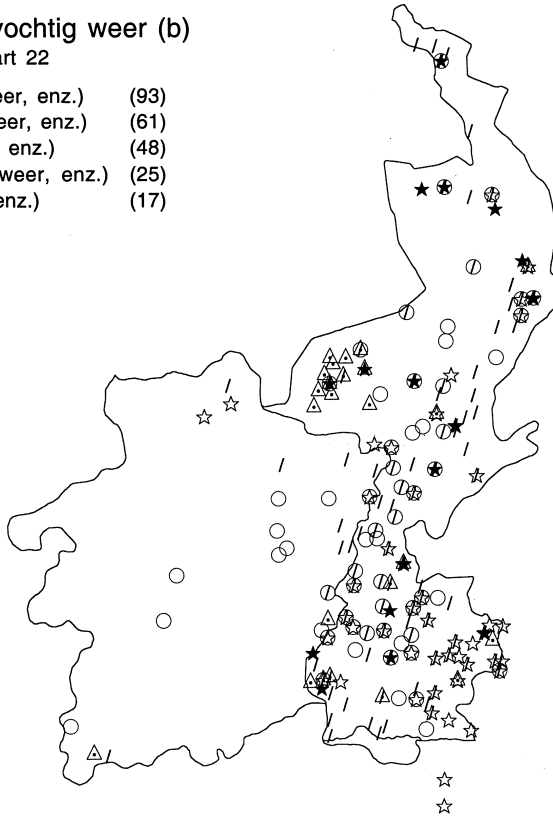 vochtig weer (b)
art 22
eer, enz.) (93)
eer, enz.) (61)
enz.) (48)
weer, enz.) (25)
enz.) (17)